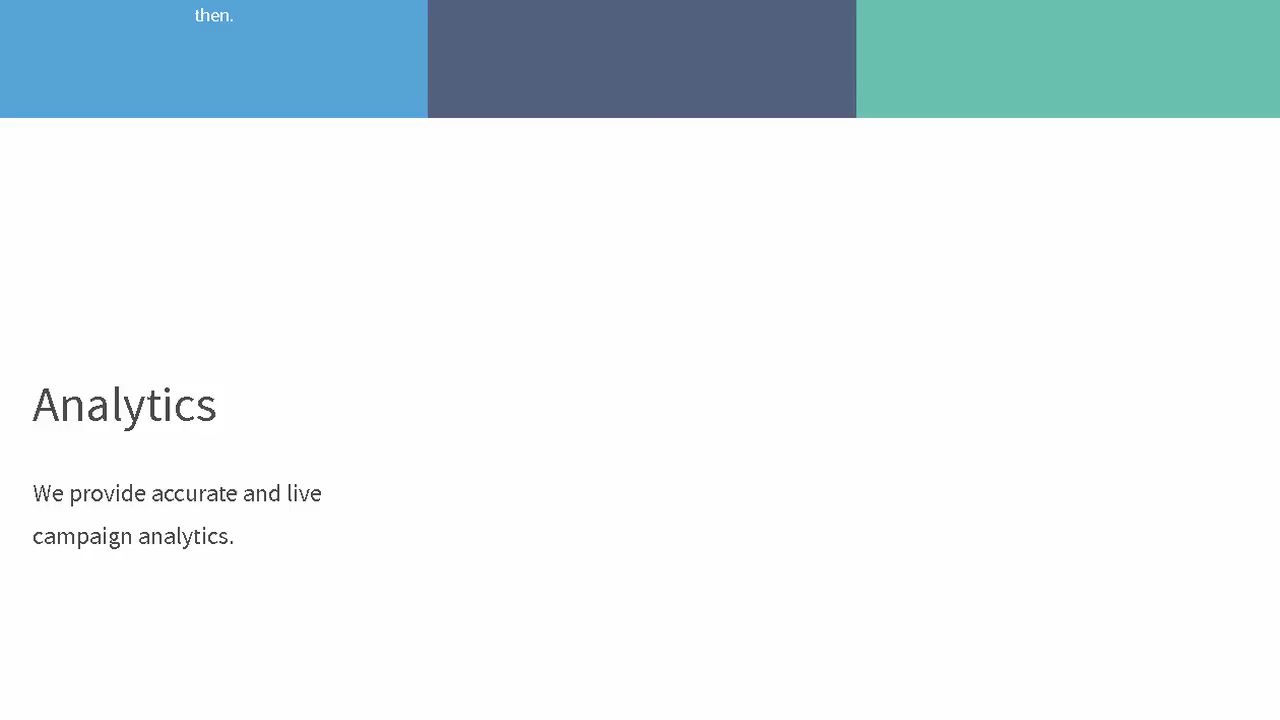 then.
Analytics
We provide accurate and live
campaign analytics.